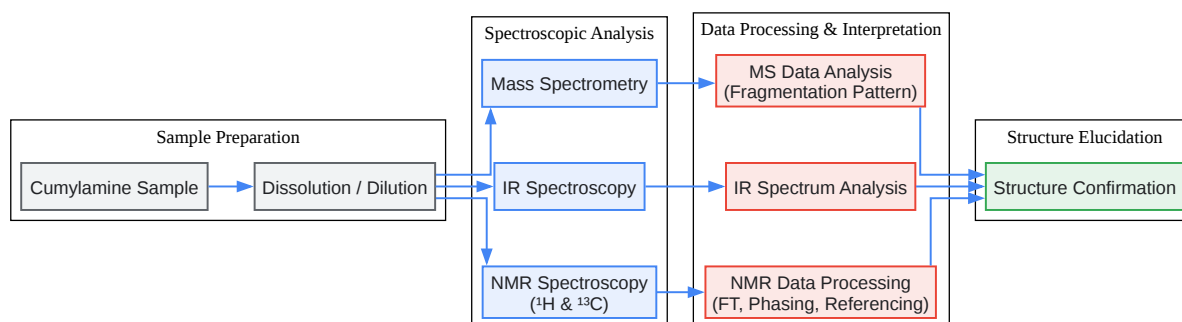 Sample Preparation
Cumylamine Sample
Dissolution / Dilution
Spectroscopic Analysis
Mass Spectrometry
IR Spectroscopy
NMR Spectroscopy
(¹H & ¹³C)
Data Processing & Interpretation
MS Data Analysis
(Fragmentation Pattern)
IR Spectrum Analysis
NMR Data Processing
(FT, Phasing, Referencing)
Structure Elucidation
Structure Confirmation